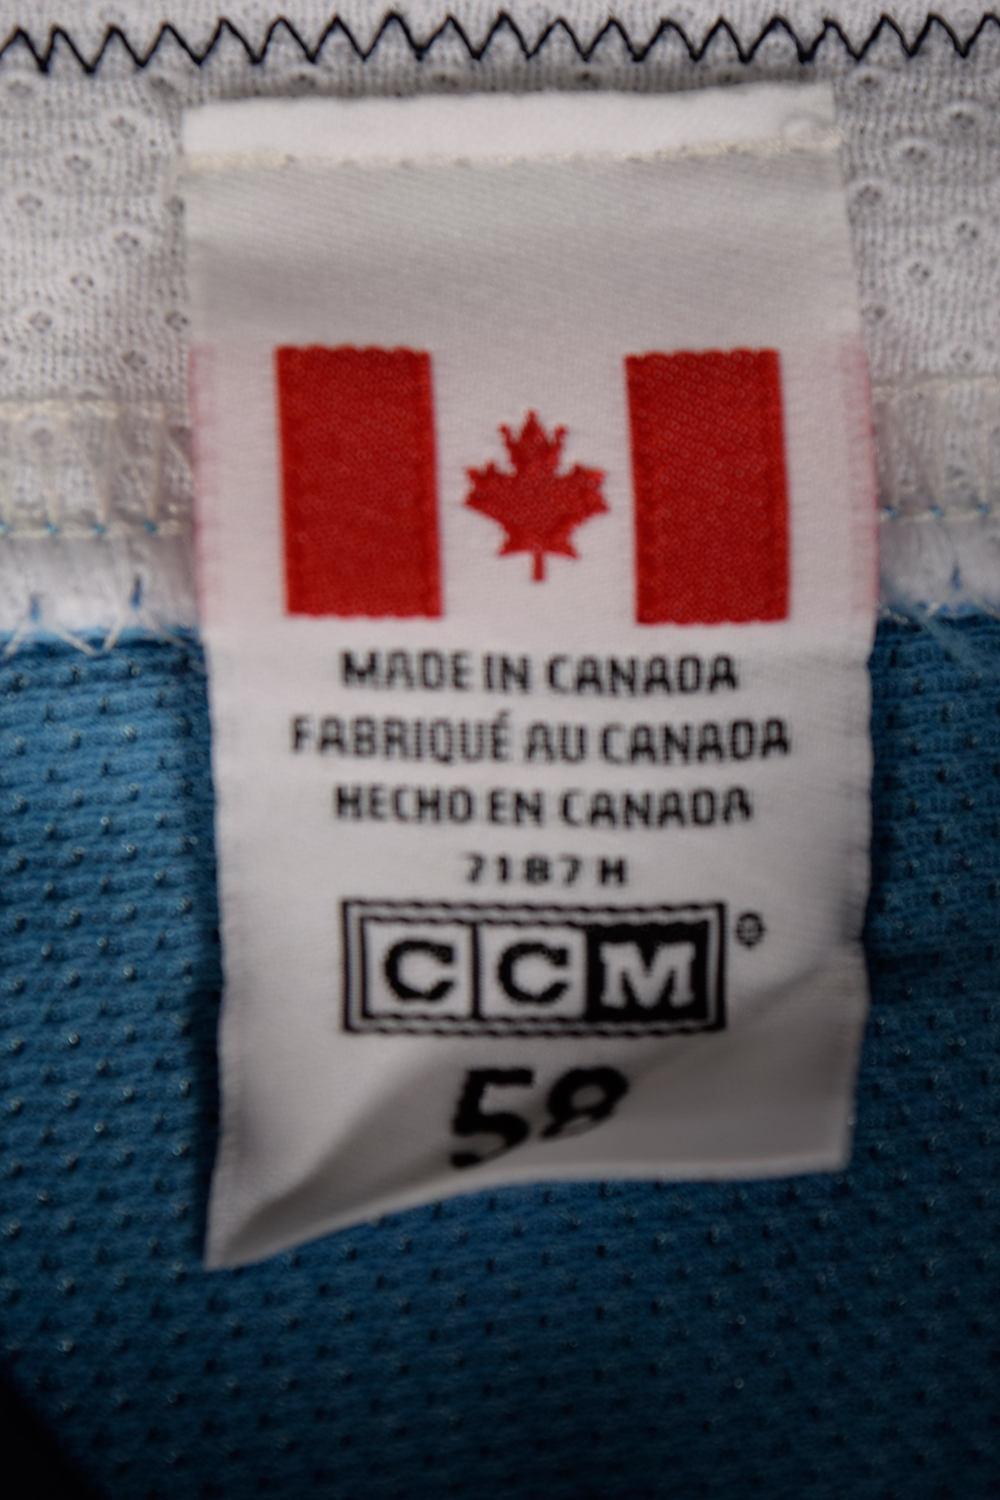 MADE IN CANADA
FABRIQUÉ AU CANADA
HECHO EN CANADA
7187 H
CCM®
58